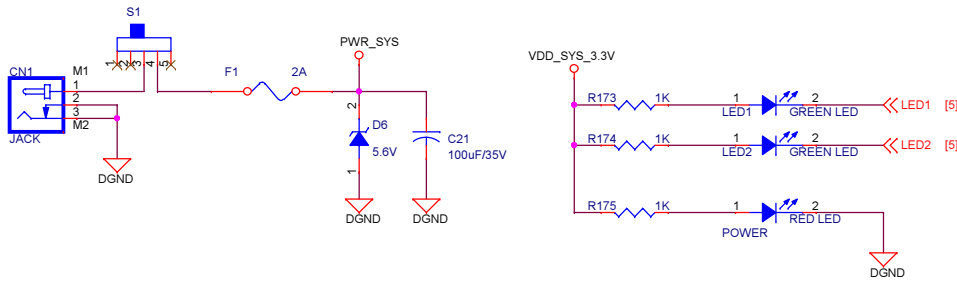 S1
1
2
3
4
5
CN1
M1
1
2
3
M2
JACK
DGND
F1
2A
PWR_SYS
2
D6
5.6V
1
DGND
C21
100uF/35V
DGND
VDD_SYS_3.3V
R173 1K 1 2 LED1 [5]
LED1 GREEN LED
R174 1K 1 2 LED2 [5]
LED2 GREEN LED
R175 1K 1 2
POWER RED LED
DGND